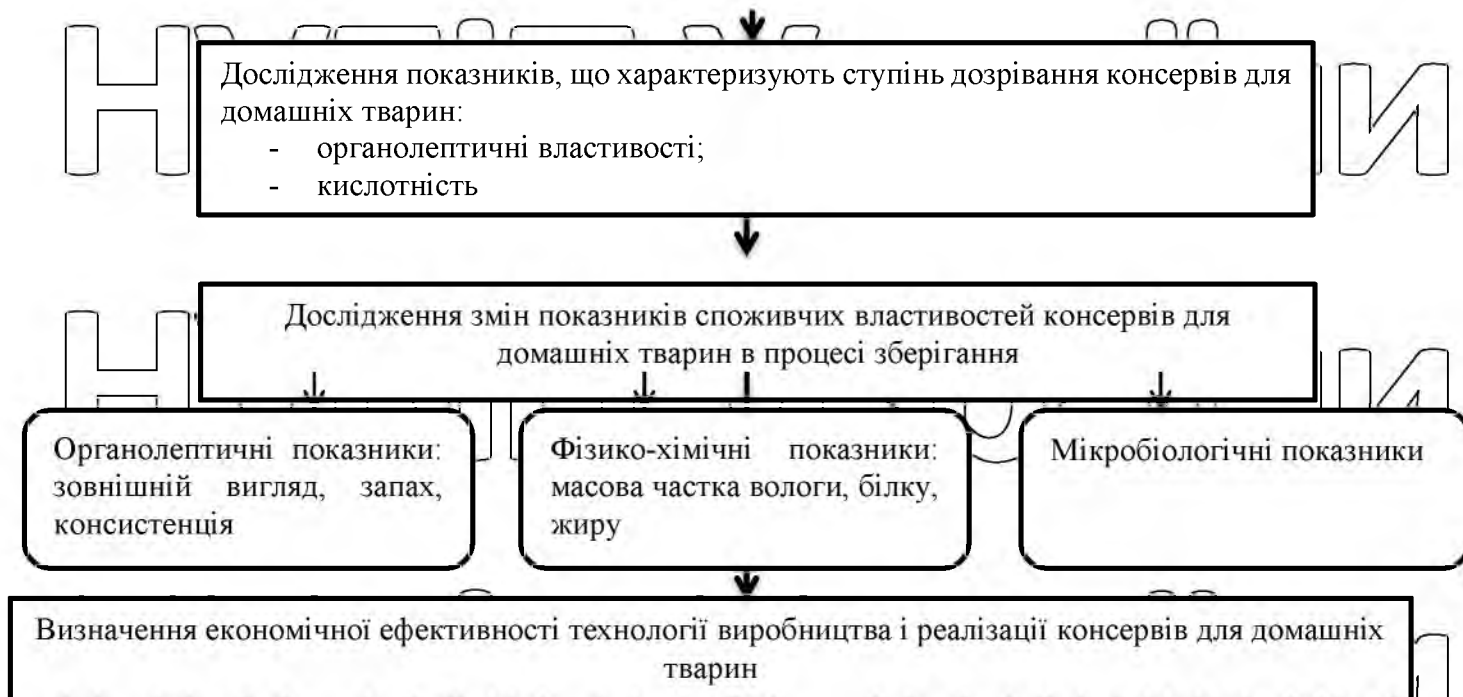 Дослідження показників, що характеризують ступінь дозрівання консервів для
домашніх тварин:
- органолептичні властивості;
- кислотність
Дослідження змін показників споживчих властивостей консервів для
домашніх тварин в процесі зберігання
Органолептичні показники:
зовнішній вигляд, запах,
консистенція
Фізико-хімічні показники:
масова частка вологи, білку,
жиру
Мікробіологічні показники
Визначення економічної ефективності технології виробництва і реалізації консервів для домашніх
тварин